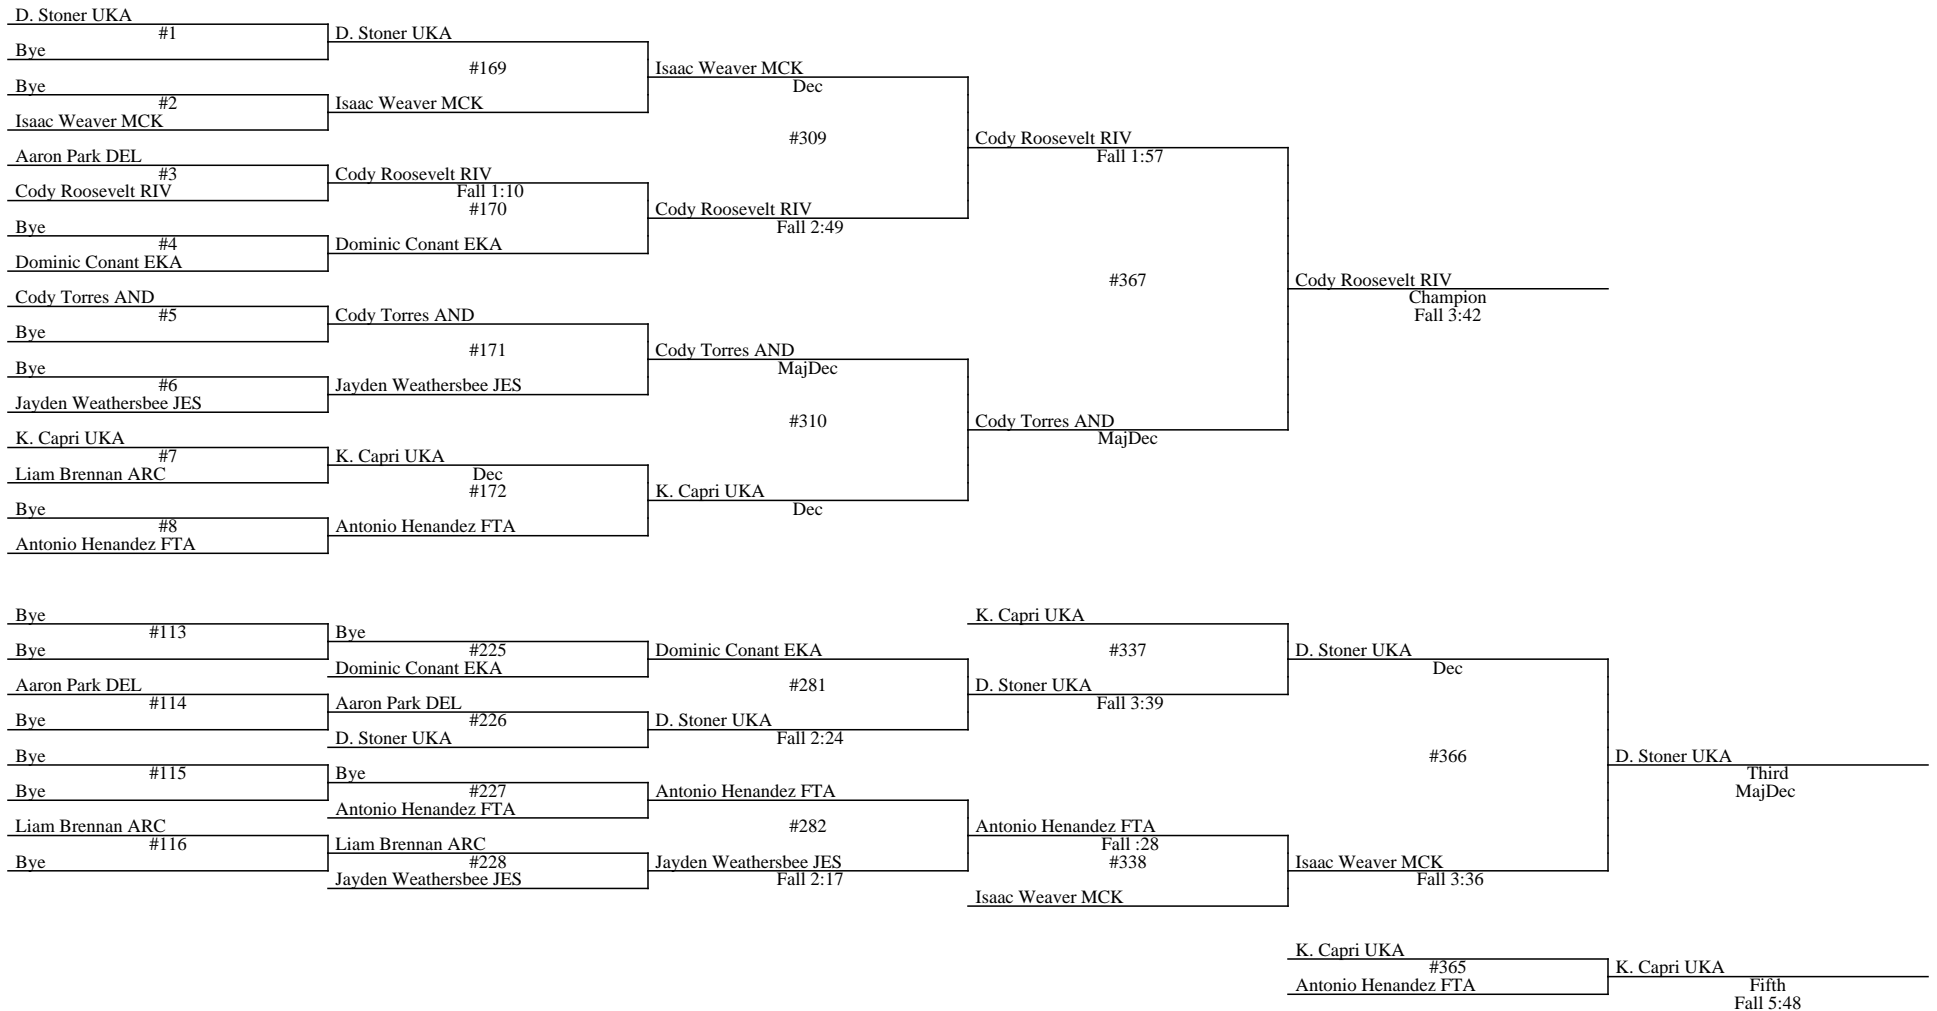 D. Stoner UKA
#1
Bye
D. Stoner UKA
#169
Bye
#2
Isaac Weaver MCK
Isaac Weaver MCK
Isaac Weaver MCK
Dec
#309
Aaron Park DEL
#3
Cody Roosevelt RIV
Cody Roosevelt RIV
Fall 1:10
#170
Bye
#4
Dominic Conant EKA
Dominic Conant EKA
Cody Roosevelt RIV
Fall 2:49
Cody Roosevelt RIV
Fall 1:57
#367
Cody Torres AND
#5
Bye
Cody Torres AND
#171
Bye
#6
Jayden Weathersbee JES
Jayden Weathersbee JES
Cody Torres AND
MajDec
#310
K. Capri UKA
#7
Liam Brennan ARC
K. Capri UKA
Dec
#172
Bye
#8
Antonio Henandez FTA
Antonio Henandez FTA
K. Capri UKA
Dec
Cody Torres AND
MajDec
Cody Roosevelt RIV
Champion
Fall 3:42
Bye
#113
Bye
Bye
#225
Dominic Conant EKA
Dominic Conant EKA
#281
Aaron Park DEL
#114
Bye
Aaron Park DEL
#226
D. Stoner UKA
D. Stoner UKA
Fall 2:24
K. Capri UKA
#337
D. Stoner UKA
Fall 3:39
D. Stoner UKA
Dec
#366
Bye
#115
Bye
Bye
#227
Antonio Henandez FTA
Antonio Henandez FTA
#282
Liam Brennan ARC
#116
Bye
Liam Brennan ARC
#228
Jayden Weathersbee JES
Jayden Weathersbee JES
Fall 2:17
Antonio Henandez FTA
Fall :28
#338
Isaac Weaver MCK
Isaac Weaver MCK
Fall 3:36
D. Stoner UKA
Third
MajDec
K. Capri UKA
#365
Antonio Henandez FTA
K. Capri UKA
Fifth
Fall 5:48